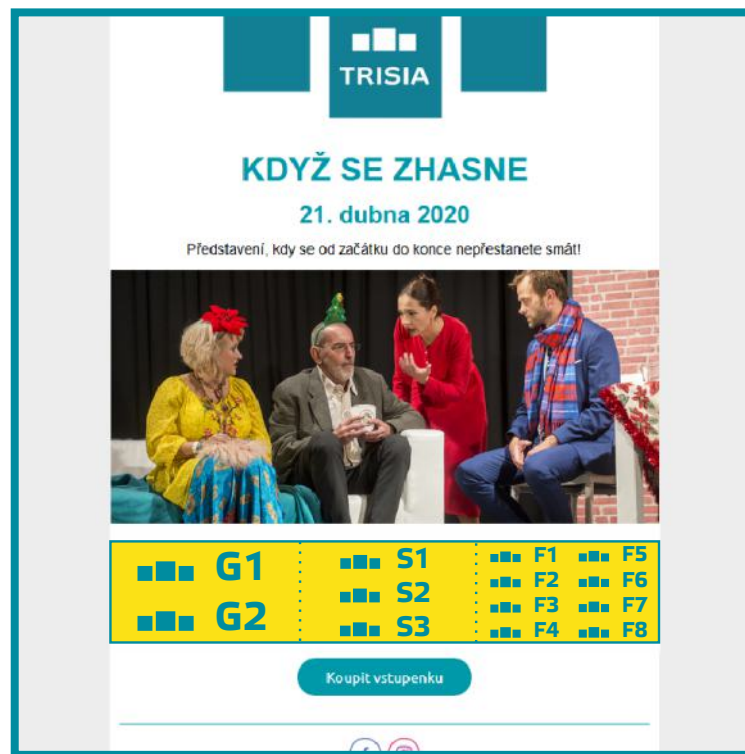 TRISIA
KDYŽ SE ZHASNE
21. dubna 2020
Představení, kdy se od začátku do konce nepřestanete smát!
G1
G2
S1
S2
S3
F1 F5
F2 F6
F3 F7
F4 F8
Koupit vstupenku